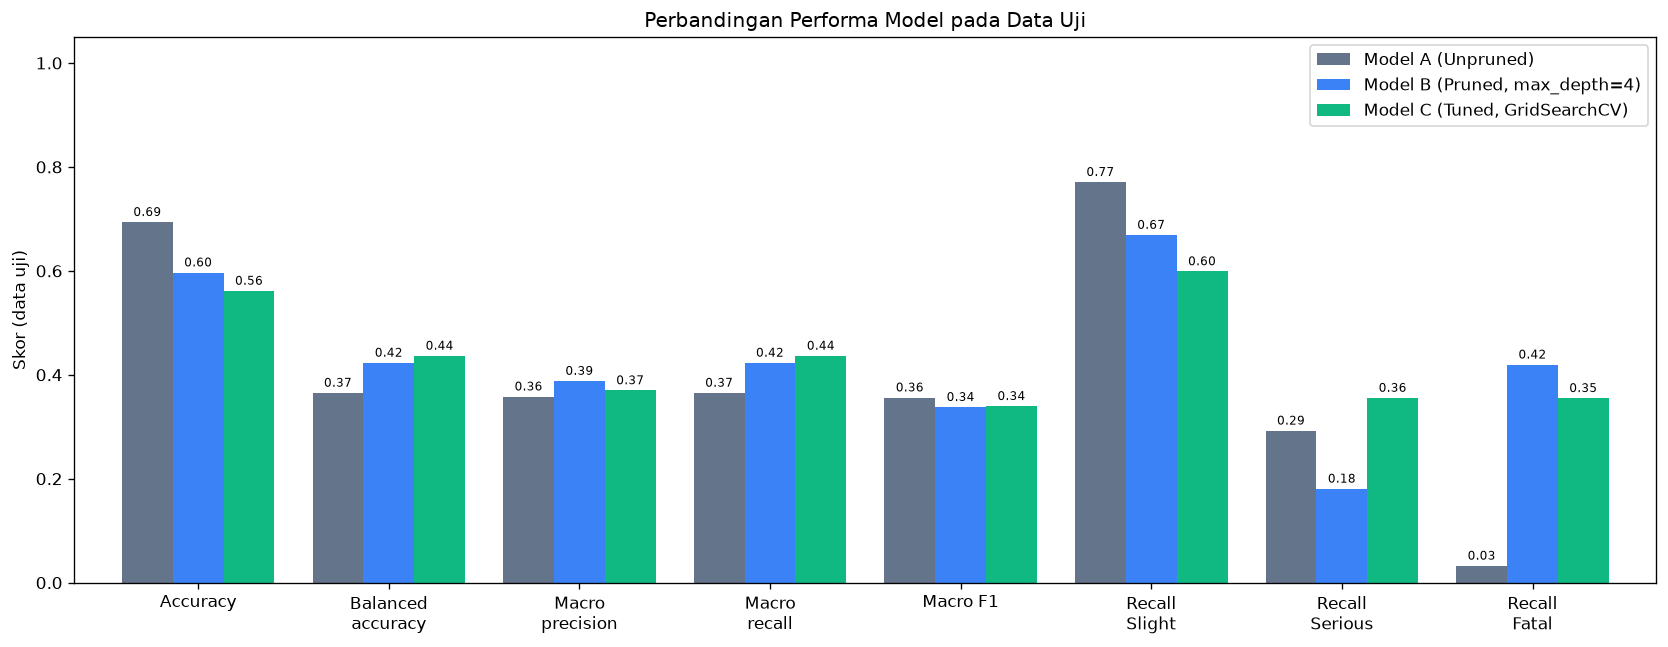 Perbandingan Performa Model pada Data Uji
Model A (Unpruned)
Model B (Pruned, max_depth=4)
Model C (Tuned, GridSearchCV)
Skor (data uji)
1.0
0.8
0.6
0.4
0.2
0.0
0.69
0.60
0.56
0.37
0.42
0.44
0.36
0.39
0.37
0.37
0.42
0.44
0.36
0.34
0.34
0.77
0.67
0.60
0.29
0.18
0.36
0.03
0.42
0.35
Accuracy
Balanced
accuracy
Macro
precision
Macro
recall
Macro F1
Recall
Slight
Recall
Serious
Recall
Fatal